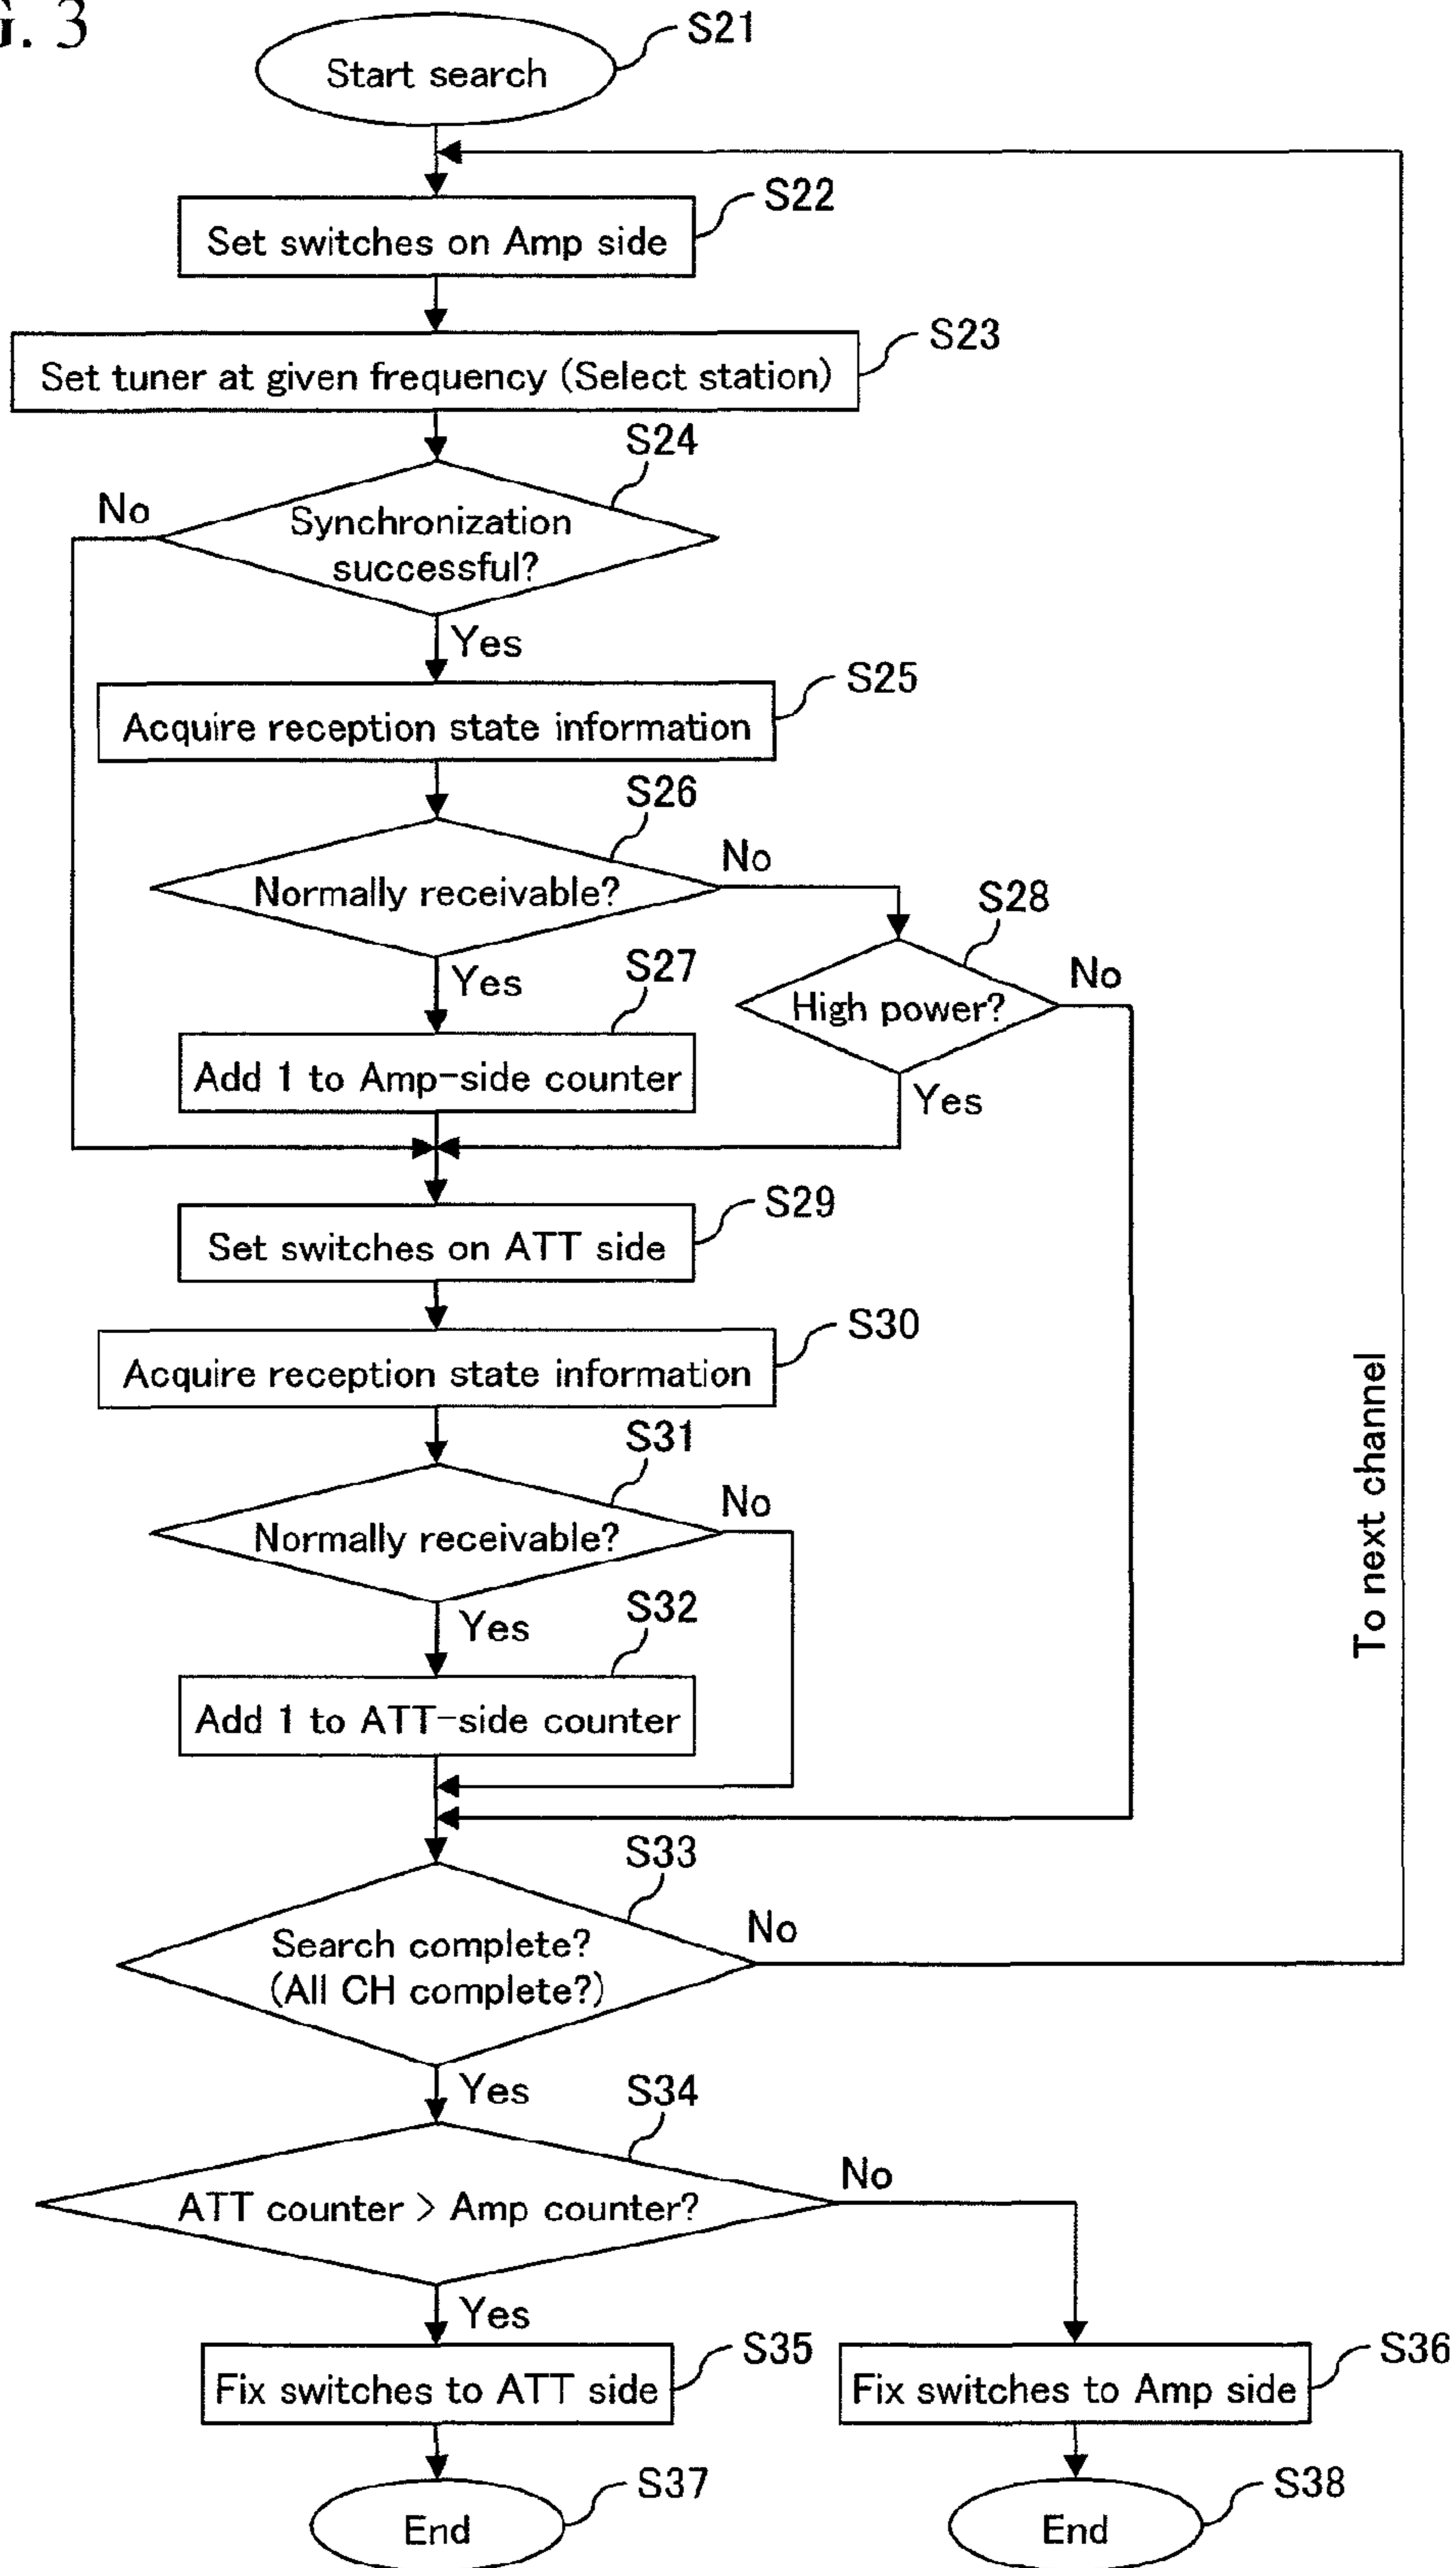 G. 3
S21
Start search
S22
Set switches on Amp side
S23
Set tuner at given frequency (Select station)
S24
No
Synchronization
successful?
Yes
S25
Acquire reception state information
S26
No
Normally receivable?
S28
Yes
S27
No
High power?
Add 1 to Amp-side counter
Yes
S29
Set switches on ATT side
S30
Acquire reception state information
S31
No
Normally receivable?
Yes
S32
Add 1 to ATT-side counter
To next channel
S33
No
Search complete?
(All CH complete?)
Yes
S34
No
ATT counter > Amp counter?
Yes
S35
Fix switches to ATT side
S36
Fix switches to Amp side
S37
End
S38
End